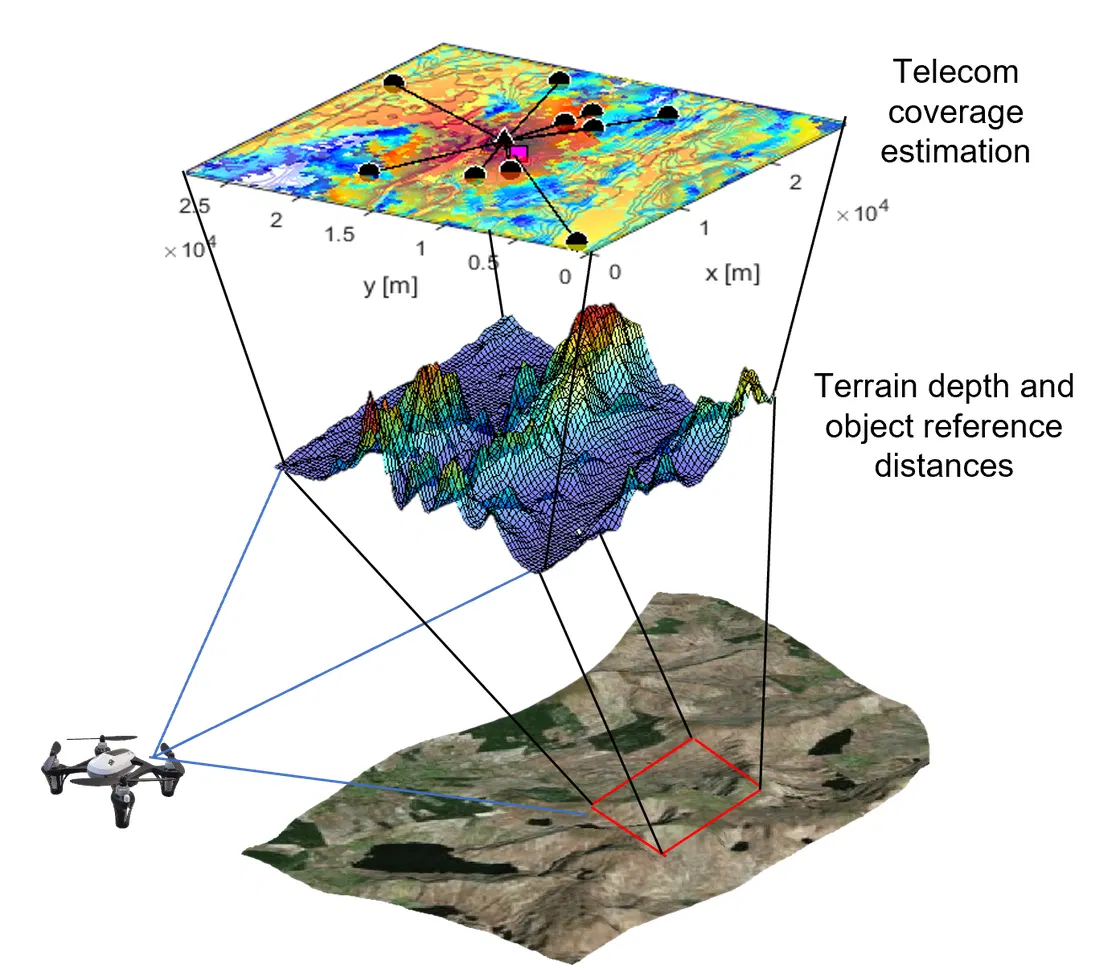 Telecom
coverage
estimation
2.5
2
1.5
1
0.5
0
×10⁴
y [m]
0
1
2
×10⁴
x [m]
Terrain depth and
object reference
distances